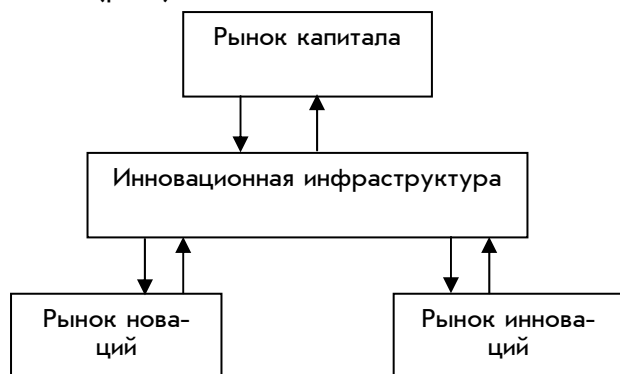 Рынок капитала
Инновационная инфраструктура
Рынок нова-
ций
Рынок иннова-
ций